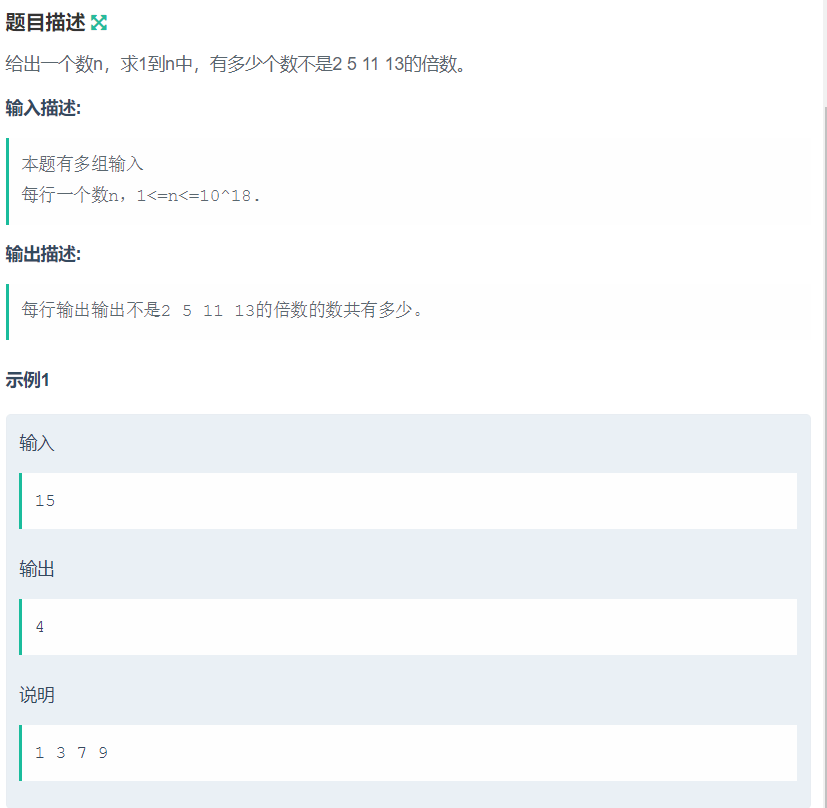 题目描述
给出一个数n，求1到n中，有多少个数不是2 5 11 13的倍数。
输入描述:
本题有多组输入
每行一个数n，1<=n<=10^18.
输出描述:
每行输出输出不是2 5 11 13的倍数的数共有多少。
示例1
输入
15
输出
4
说明
1 3 7 9